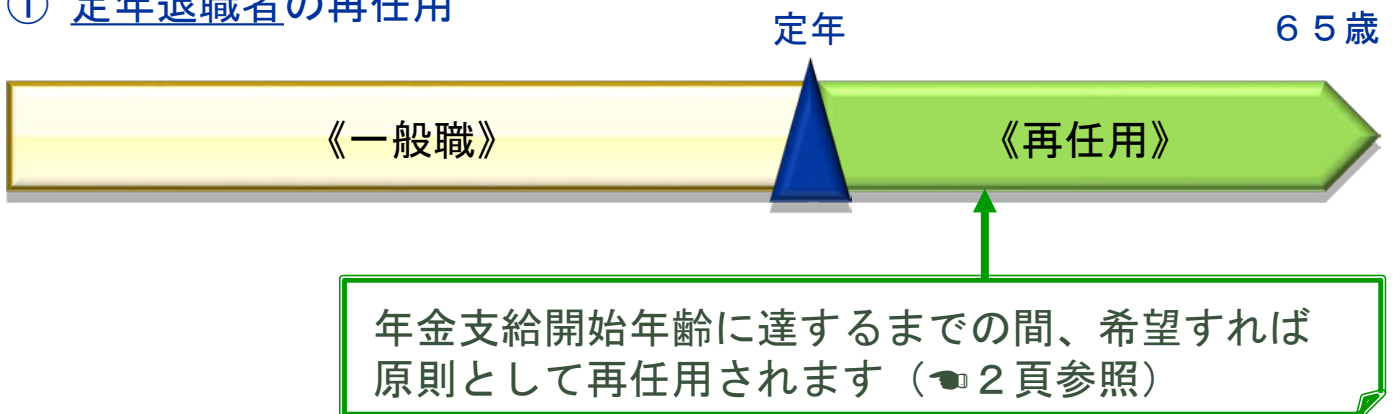 ① 定年退職者の再任用
定年
65歳
《一般職》
《再任用》
年金支給開始年齢に達するまでの間、希望すれば
原則として再任用されます（☚２頁参照）